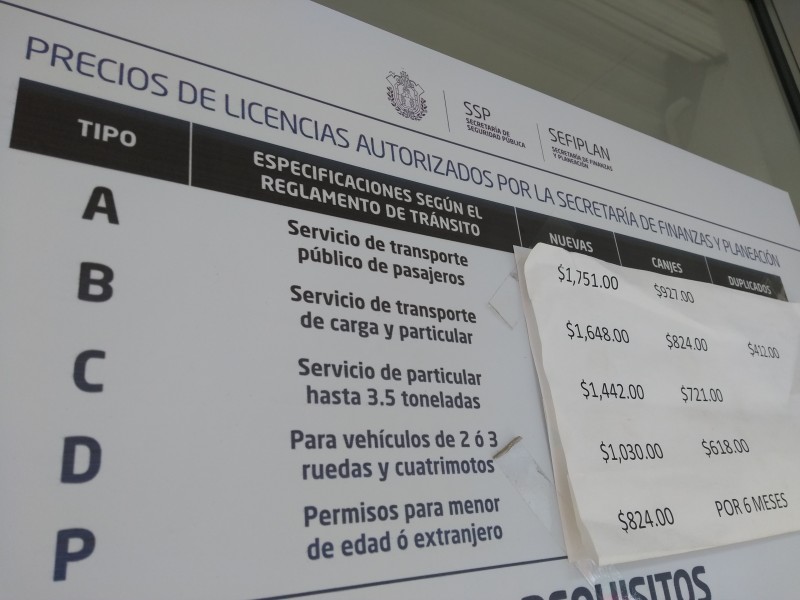 PRECIOS DE LICENCIAS AUTORIZADOS POR LA SECRETARÍA DE FINANZAS Y PLANEACIÓN
SSP
SECRETARÍA DE
SEGURIDAD PÚBLICA
SEFIPLAN
SECRETARÍA DE FINANZAS
Y PLANEACIÓN
TIPO
ESPECIFICACIONES SEGÚN EL
REGLAMENTO DE TRÁNSITO
NUEVAS
CANJES
DUPLICADOS
A
Servicio de transporte
público de pasajeros
$1,751.00 $927.00
B
Servicio de transporte
de carga y particular
$1,648.00 $824.00 $412.00
C
Servicio de particular
hasta 3.5 toneladas
$1,442.00 $721.00
D
Para vehículos de 2 ó 3
ruedas y cuatrimotos
$1,030.00 $618.00
P
Permisos para menor
de edad ó extranjero
$824.00 POR 6 MESES
REQUISITOS